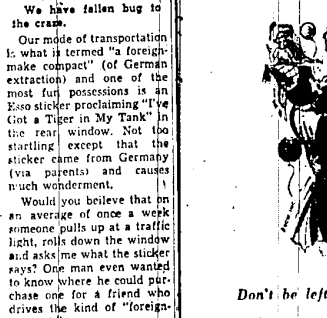 We have fallen bug to
the craze.
Our mode of transportation
is what is termed "a foreign-
make compact" (of German
extraction) and one of the
most fun possessions is an
Esso sticker proclaiming "I've
Got a Tiger in My Tank" in
the rear window. Not too
startling except that the
sticker came from Germany
(via parents) and causes
much wonderment.
Would you beileve that on
an average of once a week
someone pulls up at a traffic
light, rolls down the window
and asks me what the sticker
says? One man even wanted
to know where he could pur-
chase one for a friend who
drives the kind of "foreign-
Don't be left